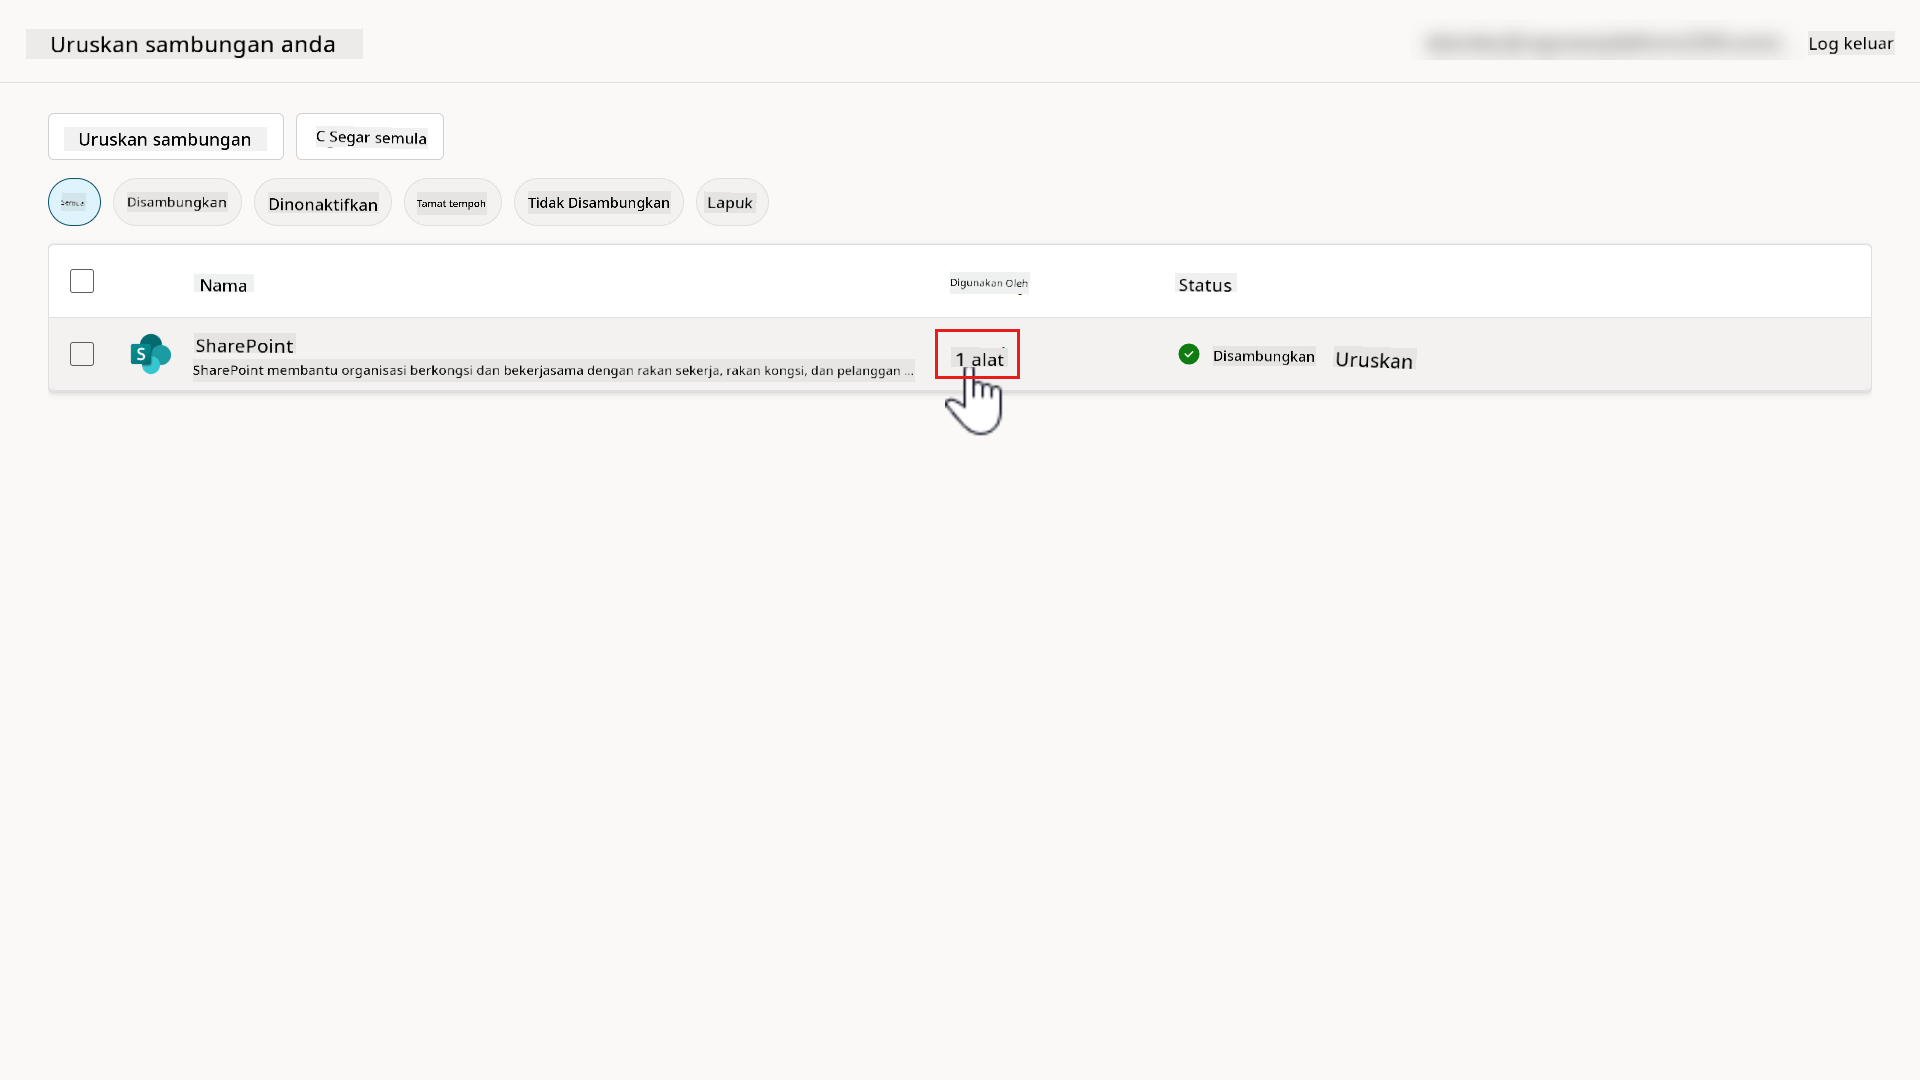 Uruskan sambungan anda
Log keluar
Uruskan sambungan
C Segar semula
Semua
Disambungkan
Dinonaktifkan
Tamat tempoh
Tidak Disambungkan
Lapuk
Nama
Digunakan Oleh
Status
S
SharePoint
SharePoint membantu organisasi berkongsi dan bekerjasama dengan rakan sekerja, rakan kongsi, dan pelanggan ...
1 alat
Disambungkan
Uruskan